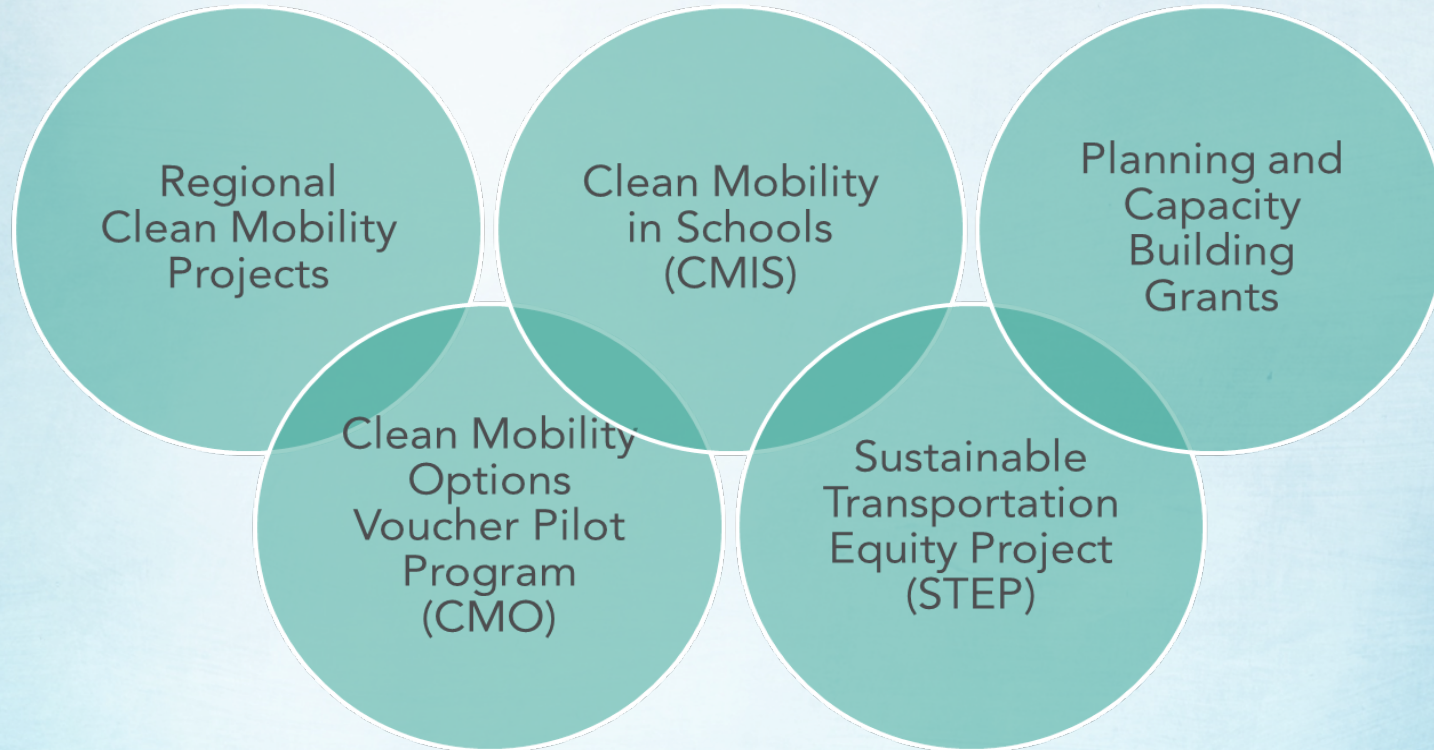 Regional
Clean Mobility
Projects
Clean Mobility
in Schools
(CMIS)
Planning and
Capacity
Building
Grants
Clean Mobility
Options
Voucher Pilot
Program
(CMO)
Sustainable
Transportation
Equity Project
(STEP)